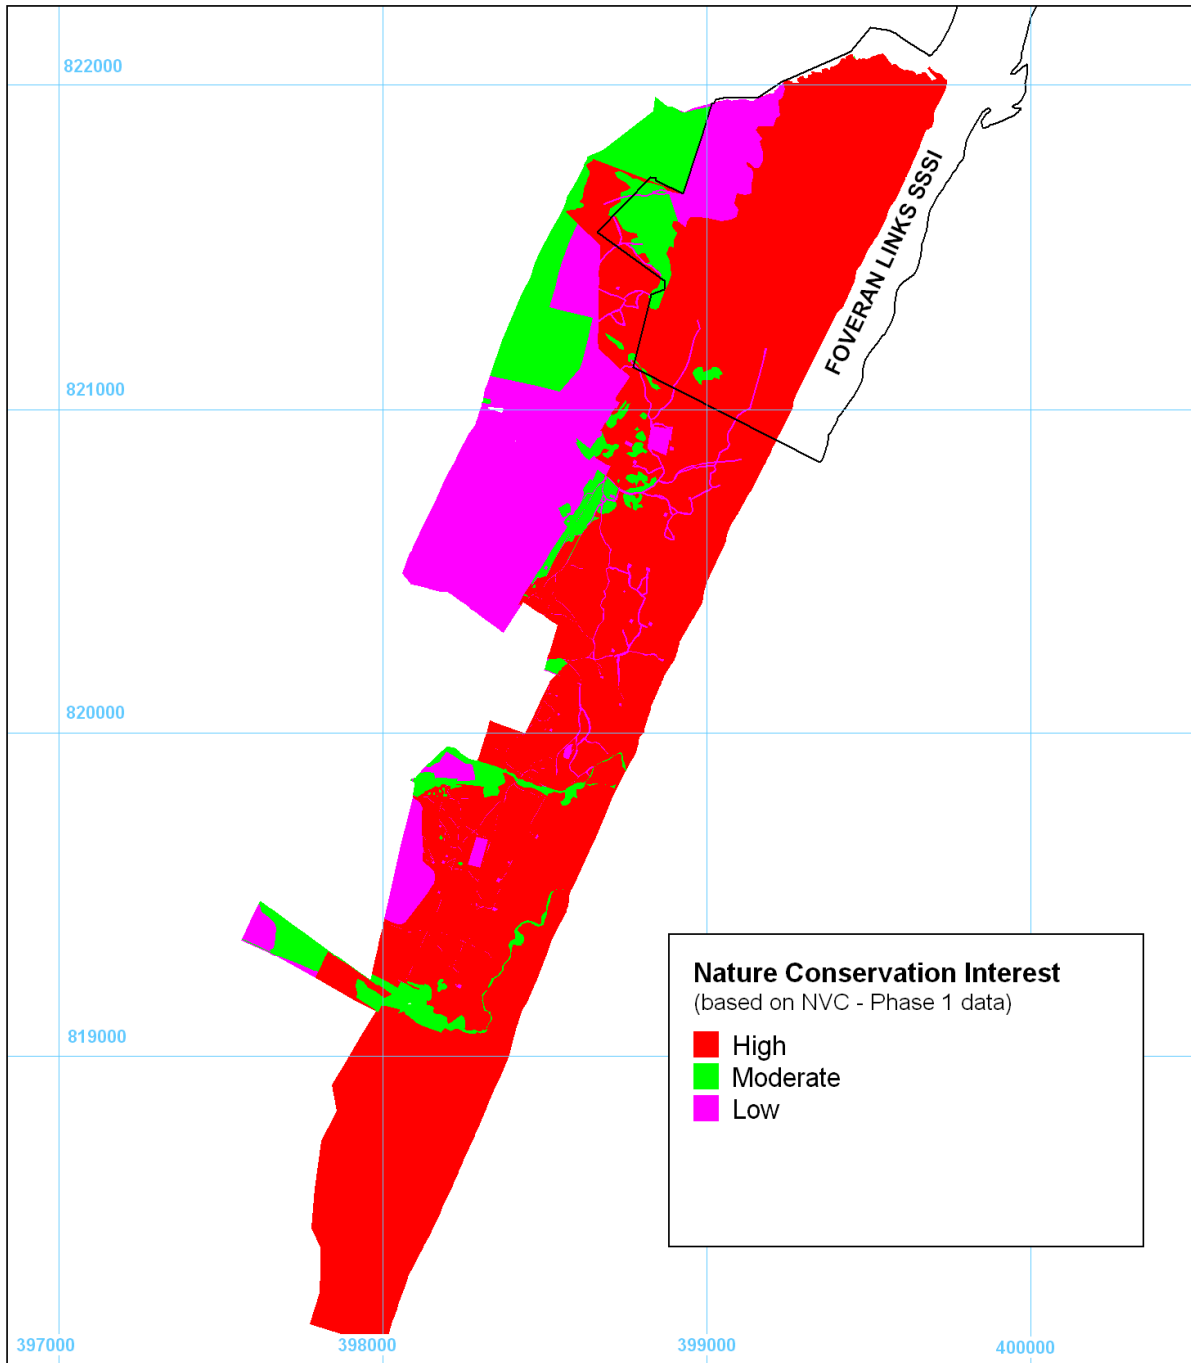 822000
FOVERAN LINKS SSSI
821000
820000
Nature Conservation Interest
(based on NVC - Phase 1 data)
High
Moderate
Low
819000
397000
398000
399000
400000